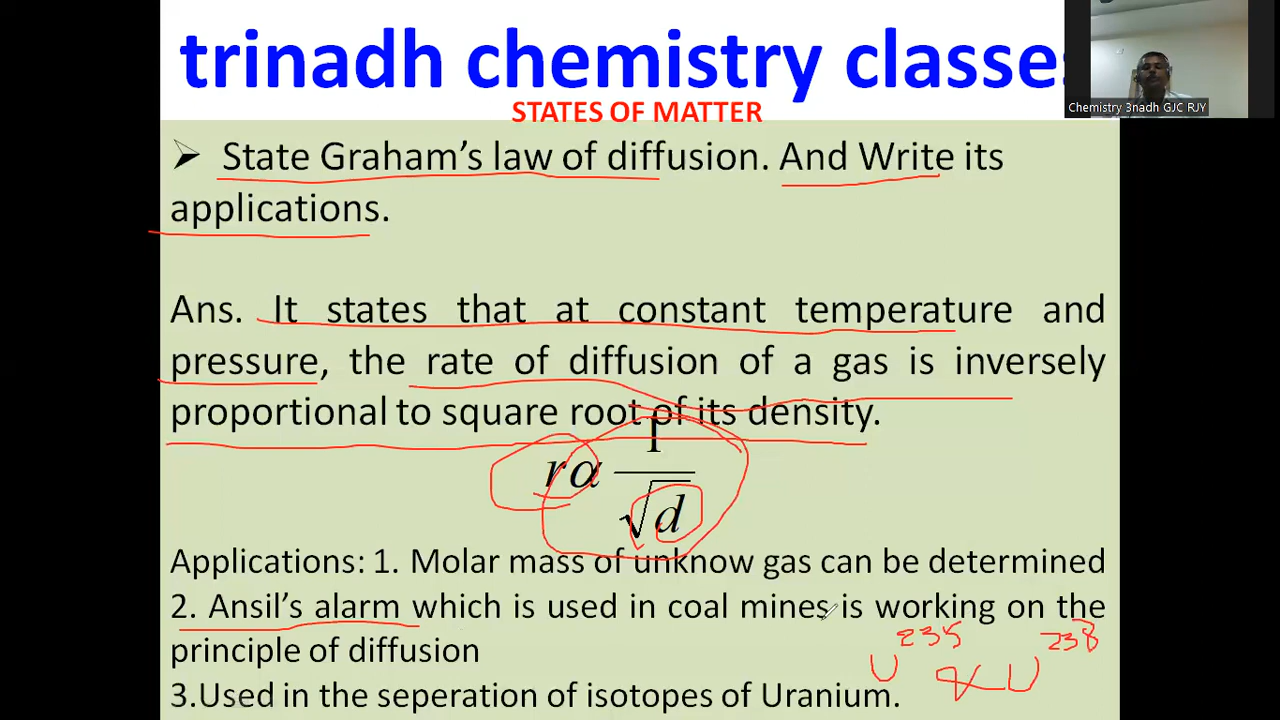 trinadh chemistry classes
Chemistry 3nadh GJC RJY
STATES OF MATTER
➢ State Graham's law of diffusion. And Write its
applications.
Ans. It states that at constant temperature and
pressure, the rate of diffusion of a gas is inversely
proportional to square root of its density.
r α 1/√d
Applications: 1. Molar mass of unknow gas can be determined
2. Ansil's alarm which is used in coal mines is working on the
principle of diffusion
U²³⁵ & U²³⁸
3.Used in the seperation of isotopes of Uranium.